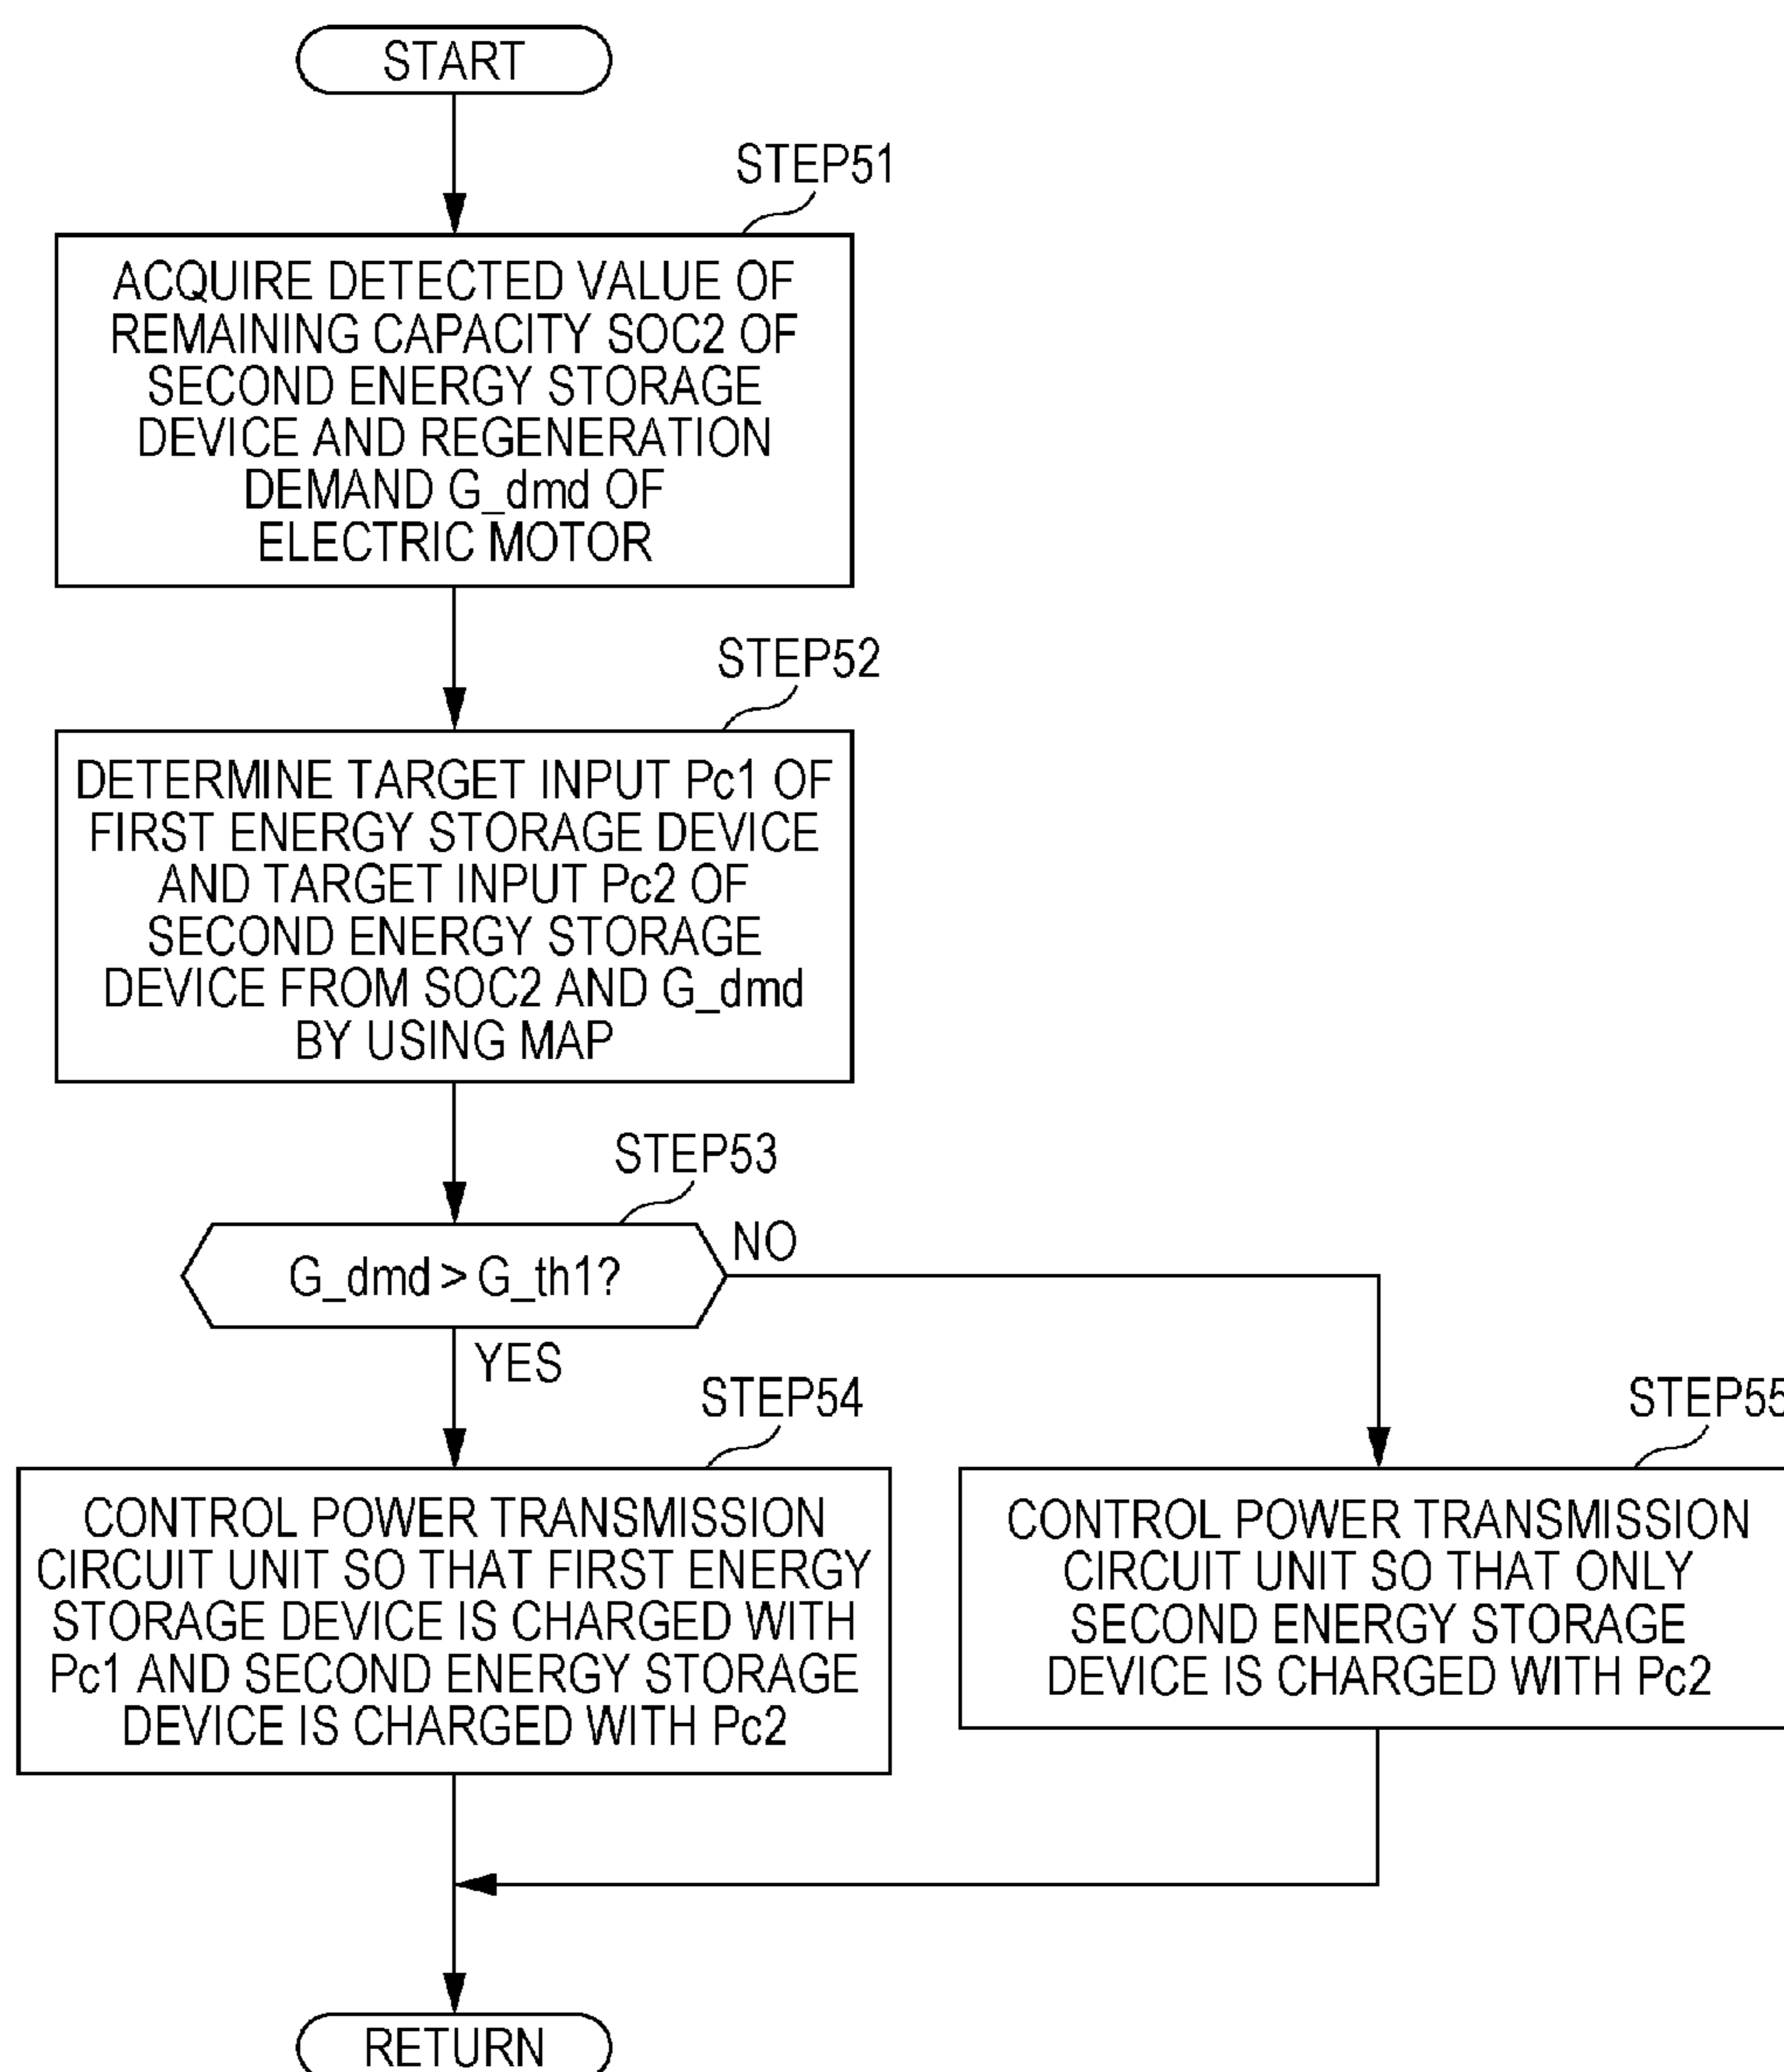 START
STEP51
ACQUIRE DETECTED VALUE OF
REMAINING CAPACITY SOC2 OF
SECOND ENERGY STORAGE
DEVICE AND REGENERATION
DEMAND G_dmd OF
ELECTRIC MOTOR
STEP52
DETERMINE TARGET INPUT Pc1 OF
FIRST ENERGY STORAGE DEVICE
AND TARGET INPUT Pc2 OF
SECOND ENERGY STORAGE
DEVICE FROM SOC2 AND G_dmd
BY USING MAP
STEP53
G_dmd > G_th1?
NO
YES
STEP54
CONTROL POWER TRANSMISSION
CIRCUIT UNIT SO THAT FIRST ENERGY
STORAGE DEVICE IS CHARGED WITH
Pc1 AND SECOND ENERGY STORAGE
DEVICE IS CHARGED WITH Pc2
STEP55
CONTROL POWER TRANSMISSION
CIRCUIT UNIT SO THAT ONLY
SECOND ENERGY STORAGE
DEVICE IS CHARGED WITH Pc2
RETURN